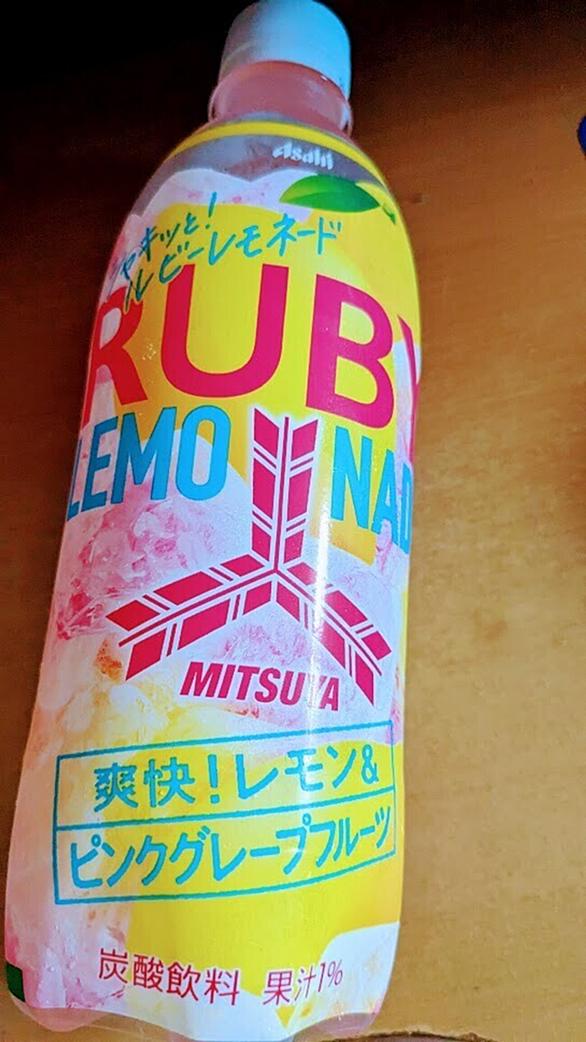 Asahi
シャキッと!
ルビーレモネード
RUBY
LEMO NAD
MITSUYA
爽快!レモン&
ピンクグレープフルーツ
炭酸飲料 果汁1%